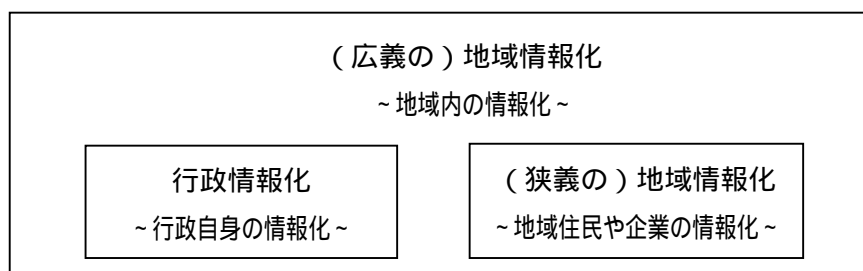 （広義の）地域情報化
~地域内の情報化~
行政情報化
~行政自身の情報化~
（狭義の）地域情報化
~地域住民や企業の情報化~